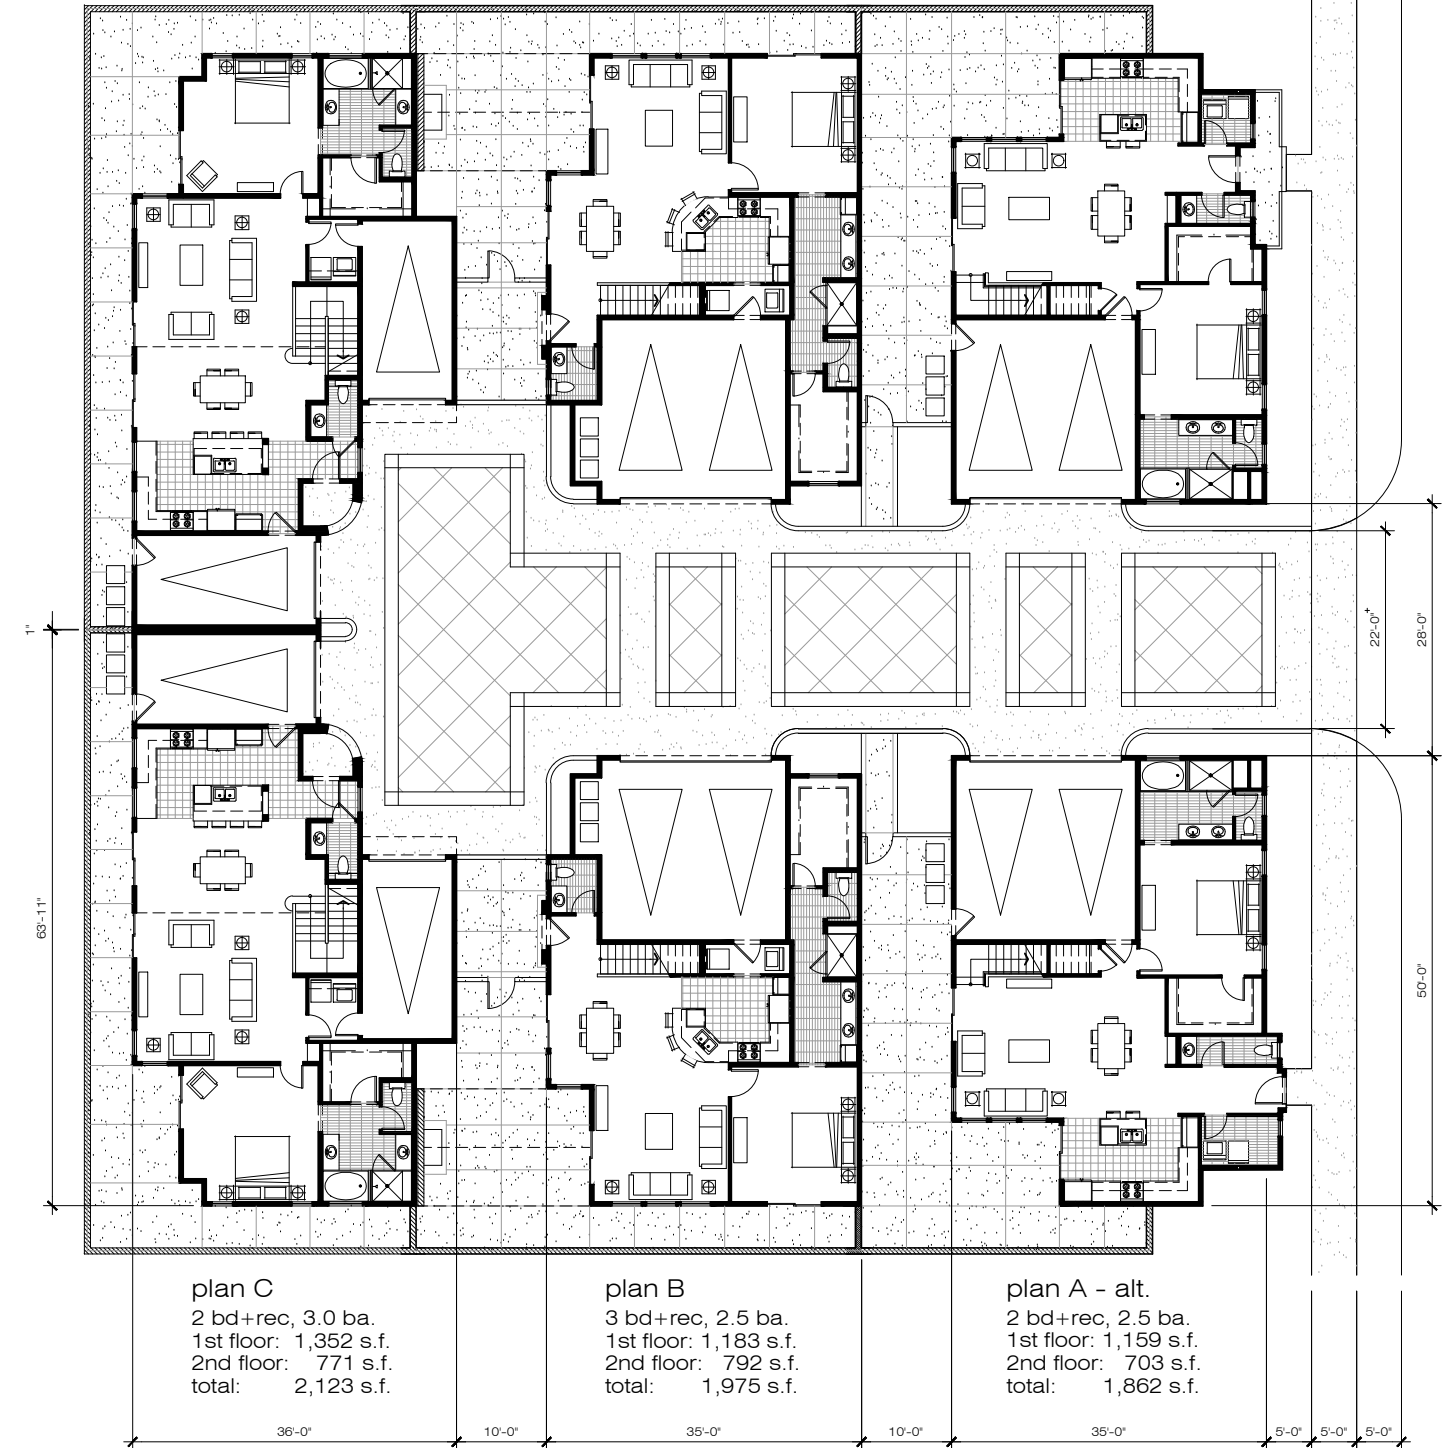 1"
22'-0"+
28'-0"
63'-11"
50'-0"
plan C
2 bd+rec, 3.0 ba.
1st floor: 1,352 s.f.
2nd floor: 771 s.f.
total: 2,123 s.f.
plan B
3 bd+rec, 2.5 ba.
1st floor: 1,183 s.f.
2nd floor: 792 s.f.
total: 1,975 s.f.
plan A - alt.
2 bd+rec, 2.5 ba.
1st floor: 1,159 s.f.
2nd floor: 703 s.f.
total: 1,862 s.f.
36'-0" 10'-0" 35'-0" 10'-0" 35'-0" 5'-0" 5'-0" 5'-0"